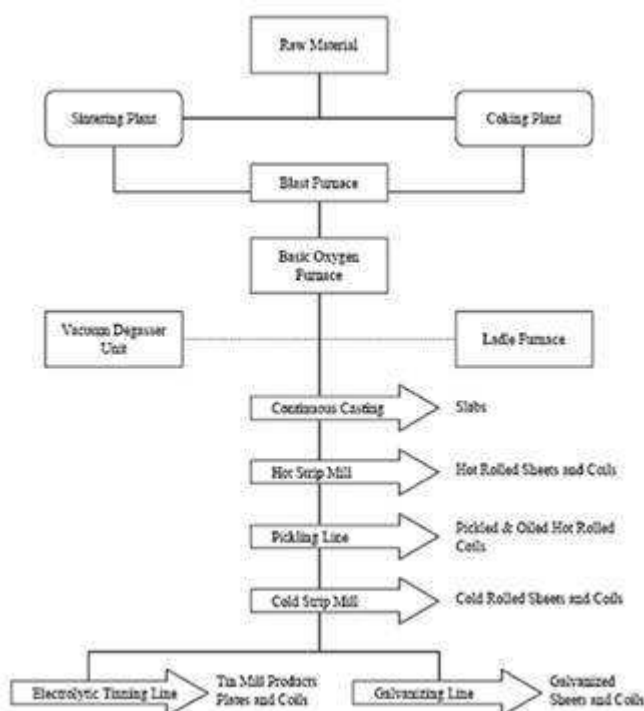 Raw Material
Sintering Plant
Coking Plant
Blast Furnace
Basic Oxygen
Furnace
Vacuum Degasser
Unit
Ladle Furnace
Continuous Casting
Slabs
Hot Strip Mill
Hot Rolled Sheets and Coils
Pickling Line
Pickled & Oiled Hot Rolled
Coils
Cold Strip Mill
Cold Rolled Sheets and Coils
Electrolytic Tinning Line
Tin Mill Products
Plates and Coils
Galvanizing Line
Galvanized
Sheets and Coils